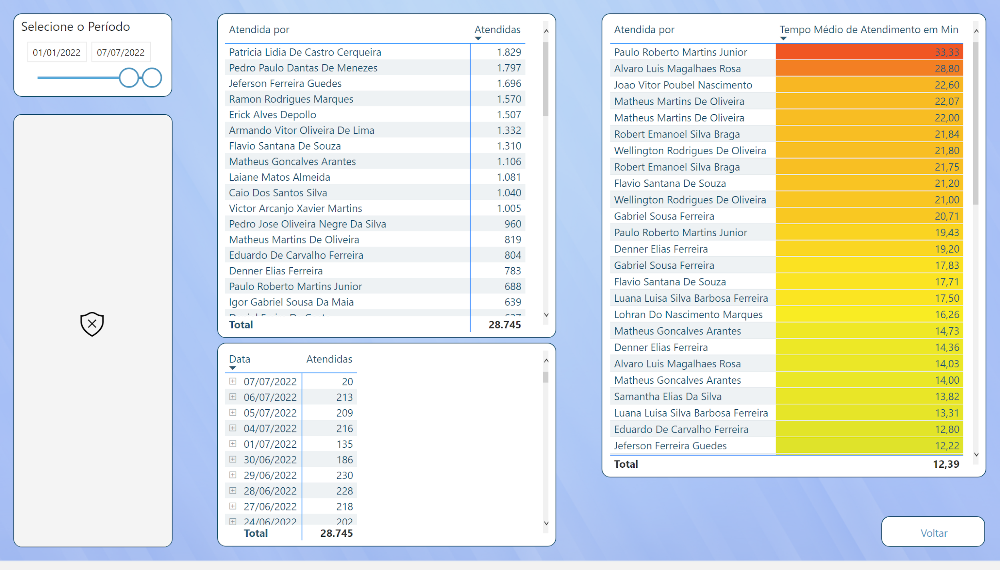 Selecione o Período
01/01/2022 07/07/2022
Atendida por Atendidas
Patricia Lidia De Castro Cerqueira 1.829
Pedro Paulo Dantas De Menezes 1.797
Jeferson Ferreira Guedes 1.696
Ramon Rodrigues Marques 1.570
Erick Alves Depollo 1.507
Armando Vitor Oliveira De Lima 1.332
Flavio Santana De Souza 1.310
Matheus Goncalves Arantes 1.106
Laiane Matos Almeida 1.081
Caio Dos Santos Silva 1.040
Victor Arcanjo Xavier Martins 1.005
Pedro Jose Oliveira Negre Da Silva 960
Matheus Martins De Oliveira 819
Eduardo De Carvalho Ferreira 804
Denner Elias Ferreira 783
Paulo Roberto Martins Junior 688
Igor Gabriel Sousa Da Maia 639
Total 28.745
Data Atendidas
07/07/2022 20
06/07/2022 213
05/07/2022 209
04/07/2022 216
01/07/2022 135
30/06/2022 186
29/06/2022 230
28/06/2022 228
27/06/2022 218
24/06/2022 202
Total 28.745
Atendida por Tempo Médio de Atendimento em Min
Paulo Roberto Martins Junior 33,33
Alvaro Luis Magalhaes Rosa 28,80
Joao Vitor Poubel Nascimento 22,60
Matheus Martins De Oliveira 22,07
Matheus Martins De Oliveira 22,00
Robert Emanoel Silva Braga 21,84
Wellington Rodrigues De Oliveira 21,80
Robert Emanoel Silva Braga 21,75
Flavio Santana De Souza 21,20
Wellington Rodrigues De Oliveira 21,00
Gabriel Sousa Ferreira 20,71
Paulo Roberto Martins Junior 19,43
Denner Elias Ferreira 19,20
Gabriel Sousa Ferreira 17,83
Flavio Santana De Souza 17,71
Luana Luisa Silva Barbosa Ferreira 17,50
Lohran Do Nascimento Marques 16,26
Matheus Goncalves Arantes 14,73
Denner Elias Ferreira 14,36
Alvaro Luis Magalhaes Rosa 14,03
Matheus Goncalves Arantes 14,00
Samantha Elias Da Silva 13,82
Luana Luisa Silva Barbosa Ferreira 13,31
Eduardo De Carvalho Ferreira 12,80
Jeferson Ferreira Guedes 12,22
Total 12,39
Voltar